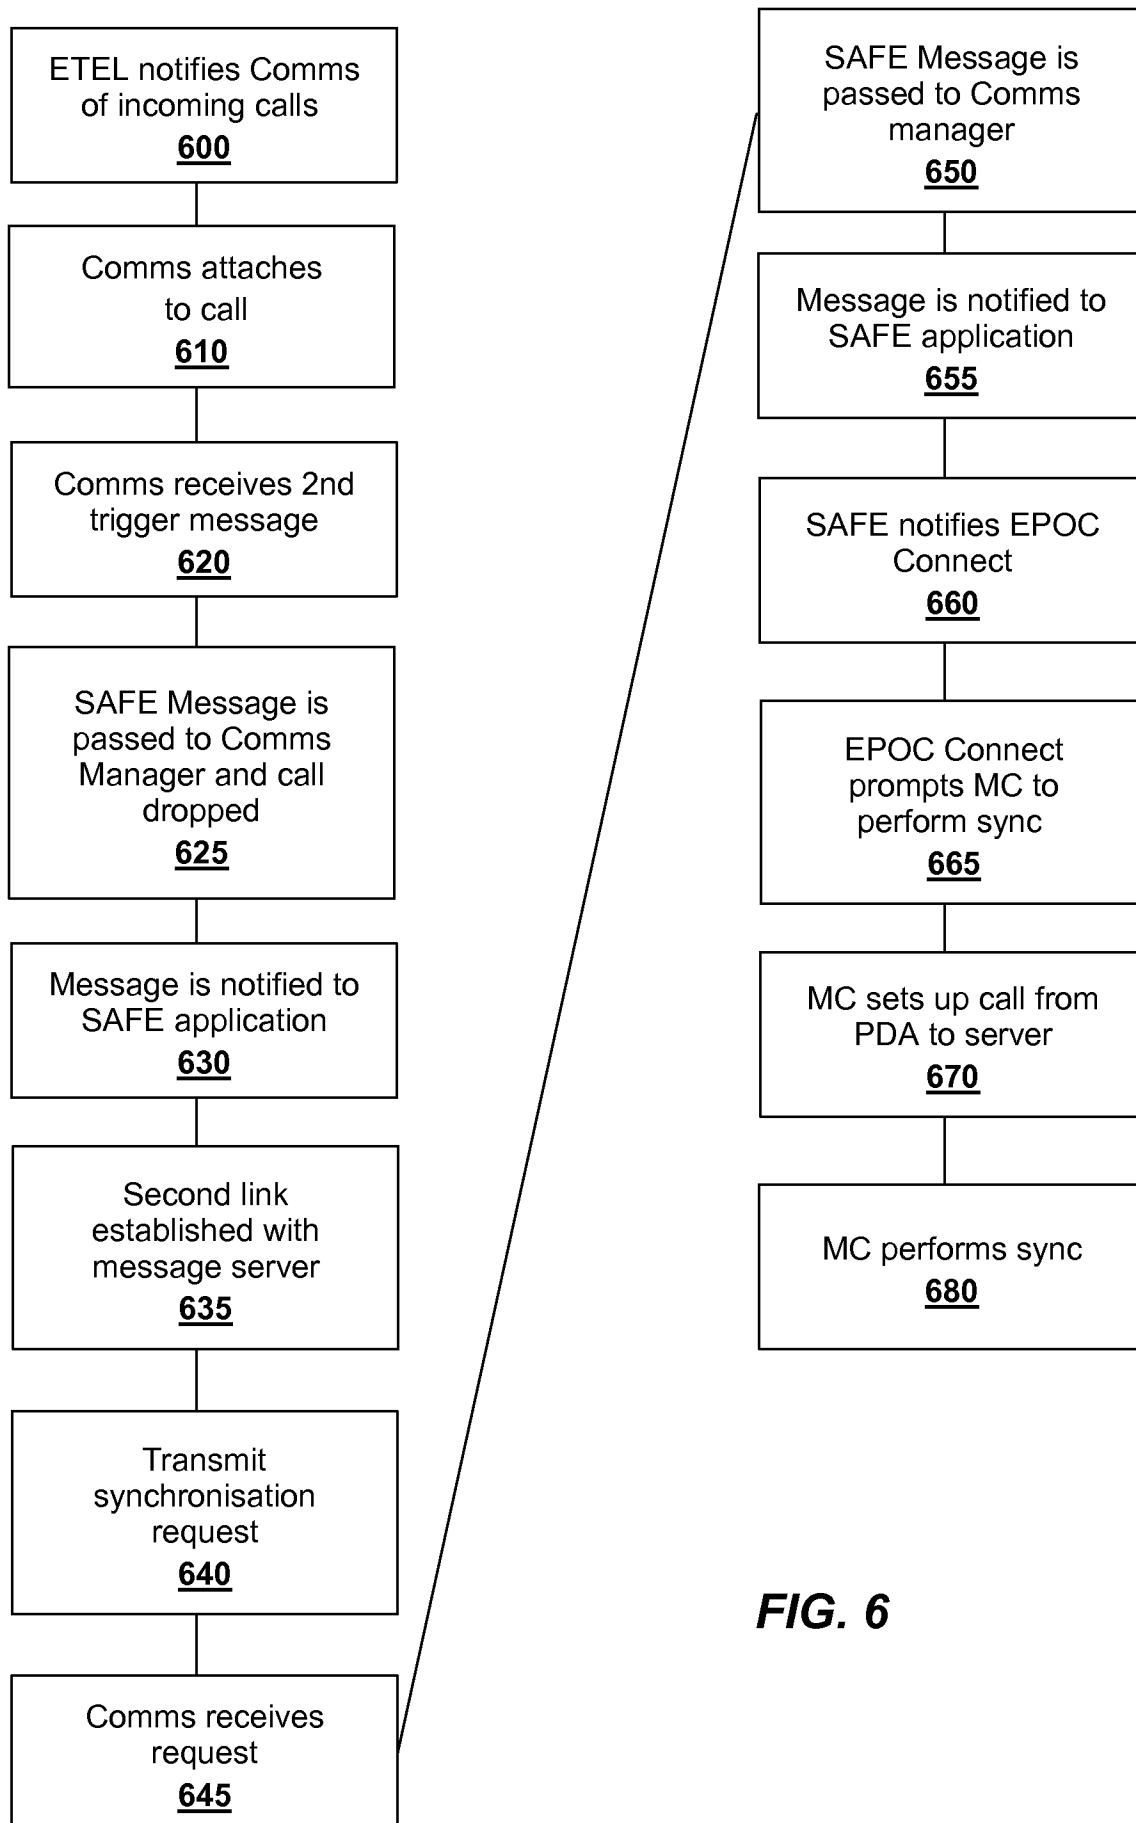 ETEL notifies Comms
of incoming calls
600
Comms attaches
to call
610
Comms receives 2nd
trigger message
620
SAFE Message is
passed to Comms
Manager and call
dropped
625
Message is notified to
SAFE application
630
Second link
established with
message server
635
Transmit
synchronisation
request
640
Comms receives
request
645
SAFE Message is
passed to Comms
manager
650
Message is notified to
SAFE application
655
SAFE notifies EPOC
Connect
660
EPOC Connect
prompts MC to
perform sync
665
MC sets up call from
PDA to server
670
MC performs sync
680
FIG. 6